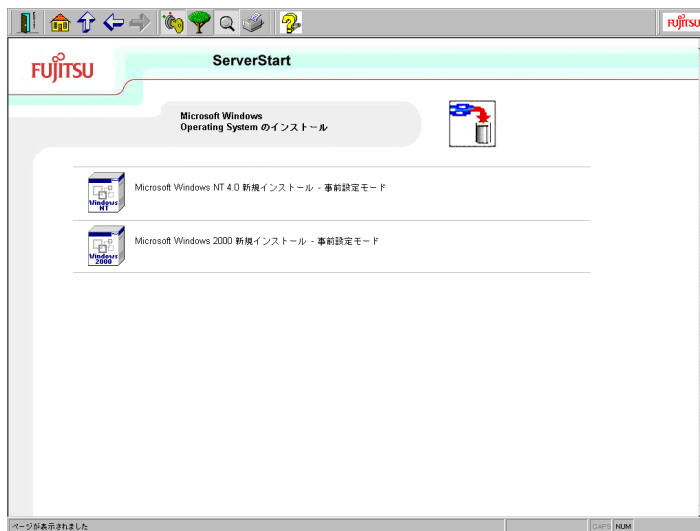 FUJITSU
FUJITSU
ServerStart
Microsoft Windows
Operating System のインストール
Windows
NT
Microsoft Windows NT 4.0 新規インストール - 事前設定モード
Windows
2000
Microsoft Windows 2000 新規インストール - 事前設定モード
ページが表示されました
CAPS
NUM